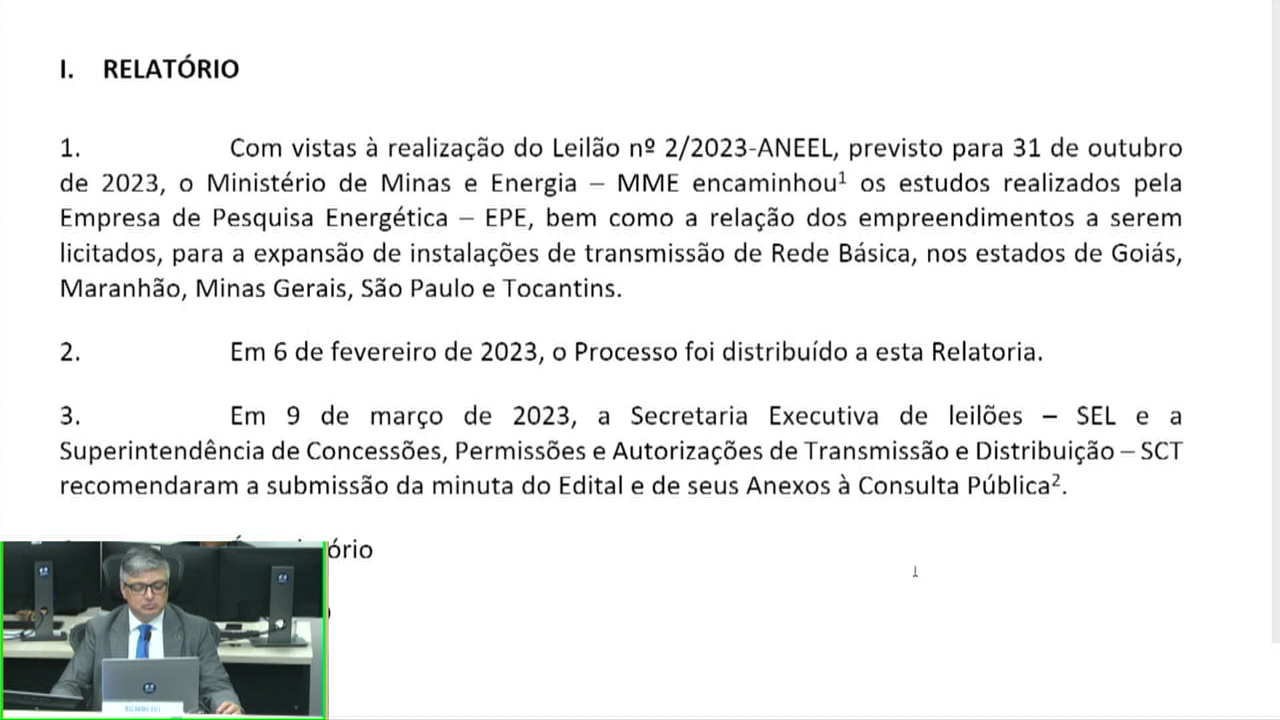 I. RELATÓRIO
1. Com vistas à realização do Leilão nº 2/2023-ANEEL, previsto para 31 de outubro
de 2023, o Ministério de Minas e Energia – MME encaminhou¹ os estudos realizados pela
Empresa de Pesquisa Energética – EPE, bem como a relação dos empreendimentos a serem
licitados, para a expansão de instalações de transmissão de Rede Básica, nos estados de Goiás,
Maranhão, Minas Gerais, São Paulo e Tocantins.
2. Em 6 de fevereiro de 2023, o Processo foi distribuído a esta Relatoria.
3. Em 9 de março de 2023, a Secretaria Executiva de leilões – SEL e a
Superintendência de Concessões, Permissões e Autorizações de Transmissão e Distribuição – SCT
recomendaram a submissão da minuta do Edital e de seus Anexos à Consulta Pública².
ório